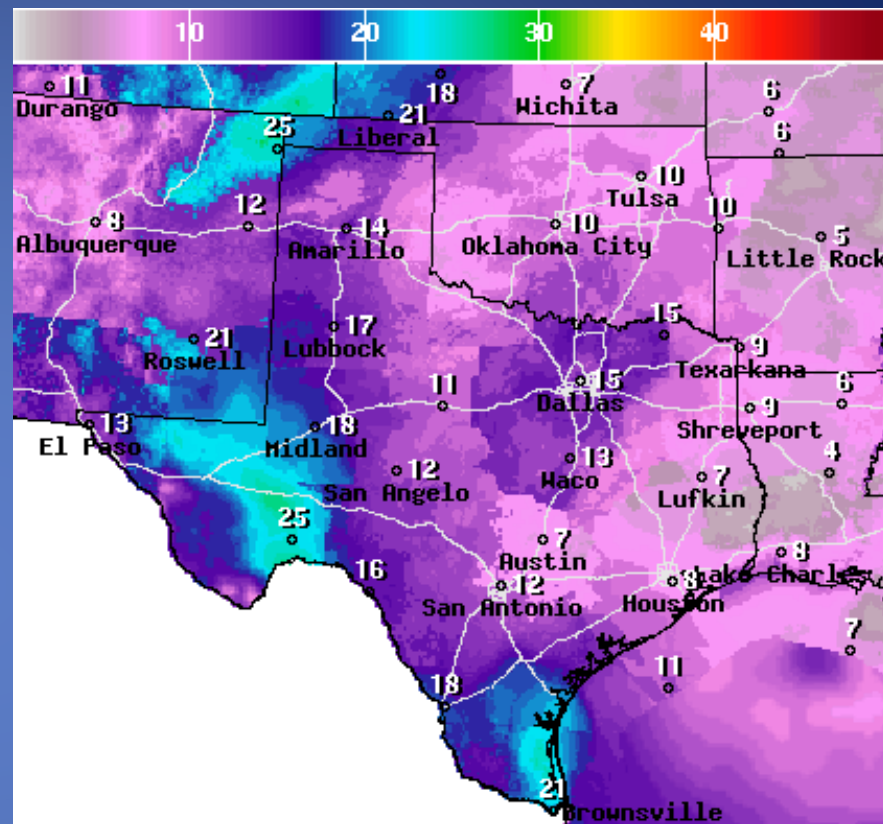 10 20 30 40
11 18 7 6
Durango Wichita
21
Liberal 6
25
10
Tulsa
8 12 14 10 10 5
Albuquerque Amarillo Oklahoma City Little Rock
21 17 15 9
Roswell Lubbock Texarkana
15
11 Dallas 9 6
13 18 Shreveport
El Paso Midland
12 13 7 4
San Angelo Waco Lufkin
25 7 8
Austin Lake Charles
16 12 8
San Antonio Houston
7
18 11
21
Brownsville